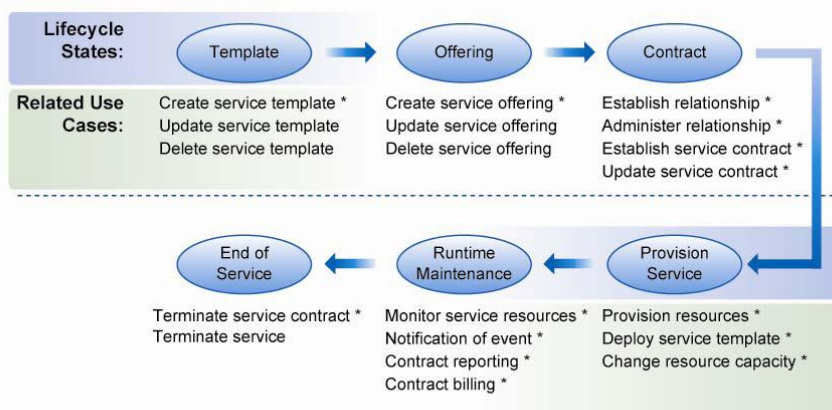 Lifecycle
States:
Template
Offering
Contract
Related Use
Cases:
Create service template *
Update service template
Delete service template
Create service offering *
Update service offering
Delete service offering
Establish relationship *
Administer relationship *
Establish service contract *
Update service contract *
End of
Service
Runtime
Maintenance
Provision
Service
Terminate service contract *
Terminate service
Monitor service resources *
Notification of event *
Contract reporting *
Contract billing *
Provision resources *
Deploy service template *
Change resource capacity *